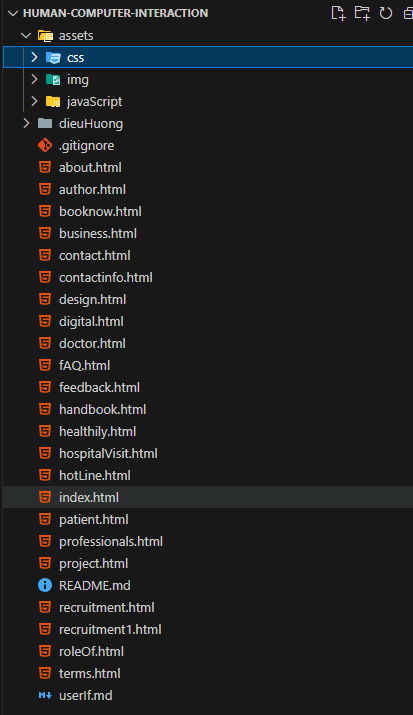 HUMAN-COMPUTER-INTERACTION
assets
css
img
javaScript
dieuHuong
.gitignore
about.html
author.html
booknow.html
business.html
contact.html
contactinfo.html
design.html
digital.html
doctor.html
fAQ.html
feedback.html
handbook.html
healthily.html
hospitalVisit.html
hotLine.html
index.html
patient.html
professionals.html
project.html
README.md
recruitment.html
recruitment1.html
roleOf.html
terms.html
userIf.md